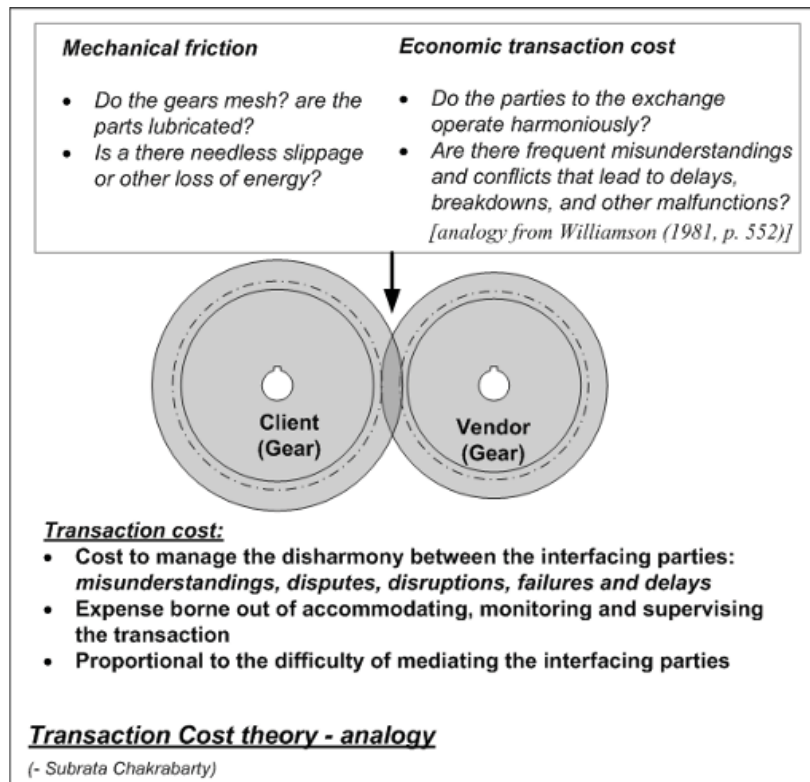 Mechanical friction
• Do the gears mesh? are the
parts lubricated?
• Is a there needless slippage
or other loss of energy?
Economic transaction cost
• Do the parties to the exchange
operate harmoniously?
• Are there frequent misunderstandings
and conflicts that lead to delays,
breakdowns, and other malfunctions?
[analogy from Williamson (1981, p. 552)]
Client
(Gear)
Vendor
(Gear)
Transaction cost:
• Cost to manage the disharmony between the interfacing parties:
misunderstandings, disputes, disruptions, failures and delays
• Expense borne out of accommodating, monitoring and supervising
the transaction
• Proportional to the difficulty of mediating the interfacing parties
Transaction Cost theory - analogy
(- Subrata Chakrabarty)